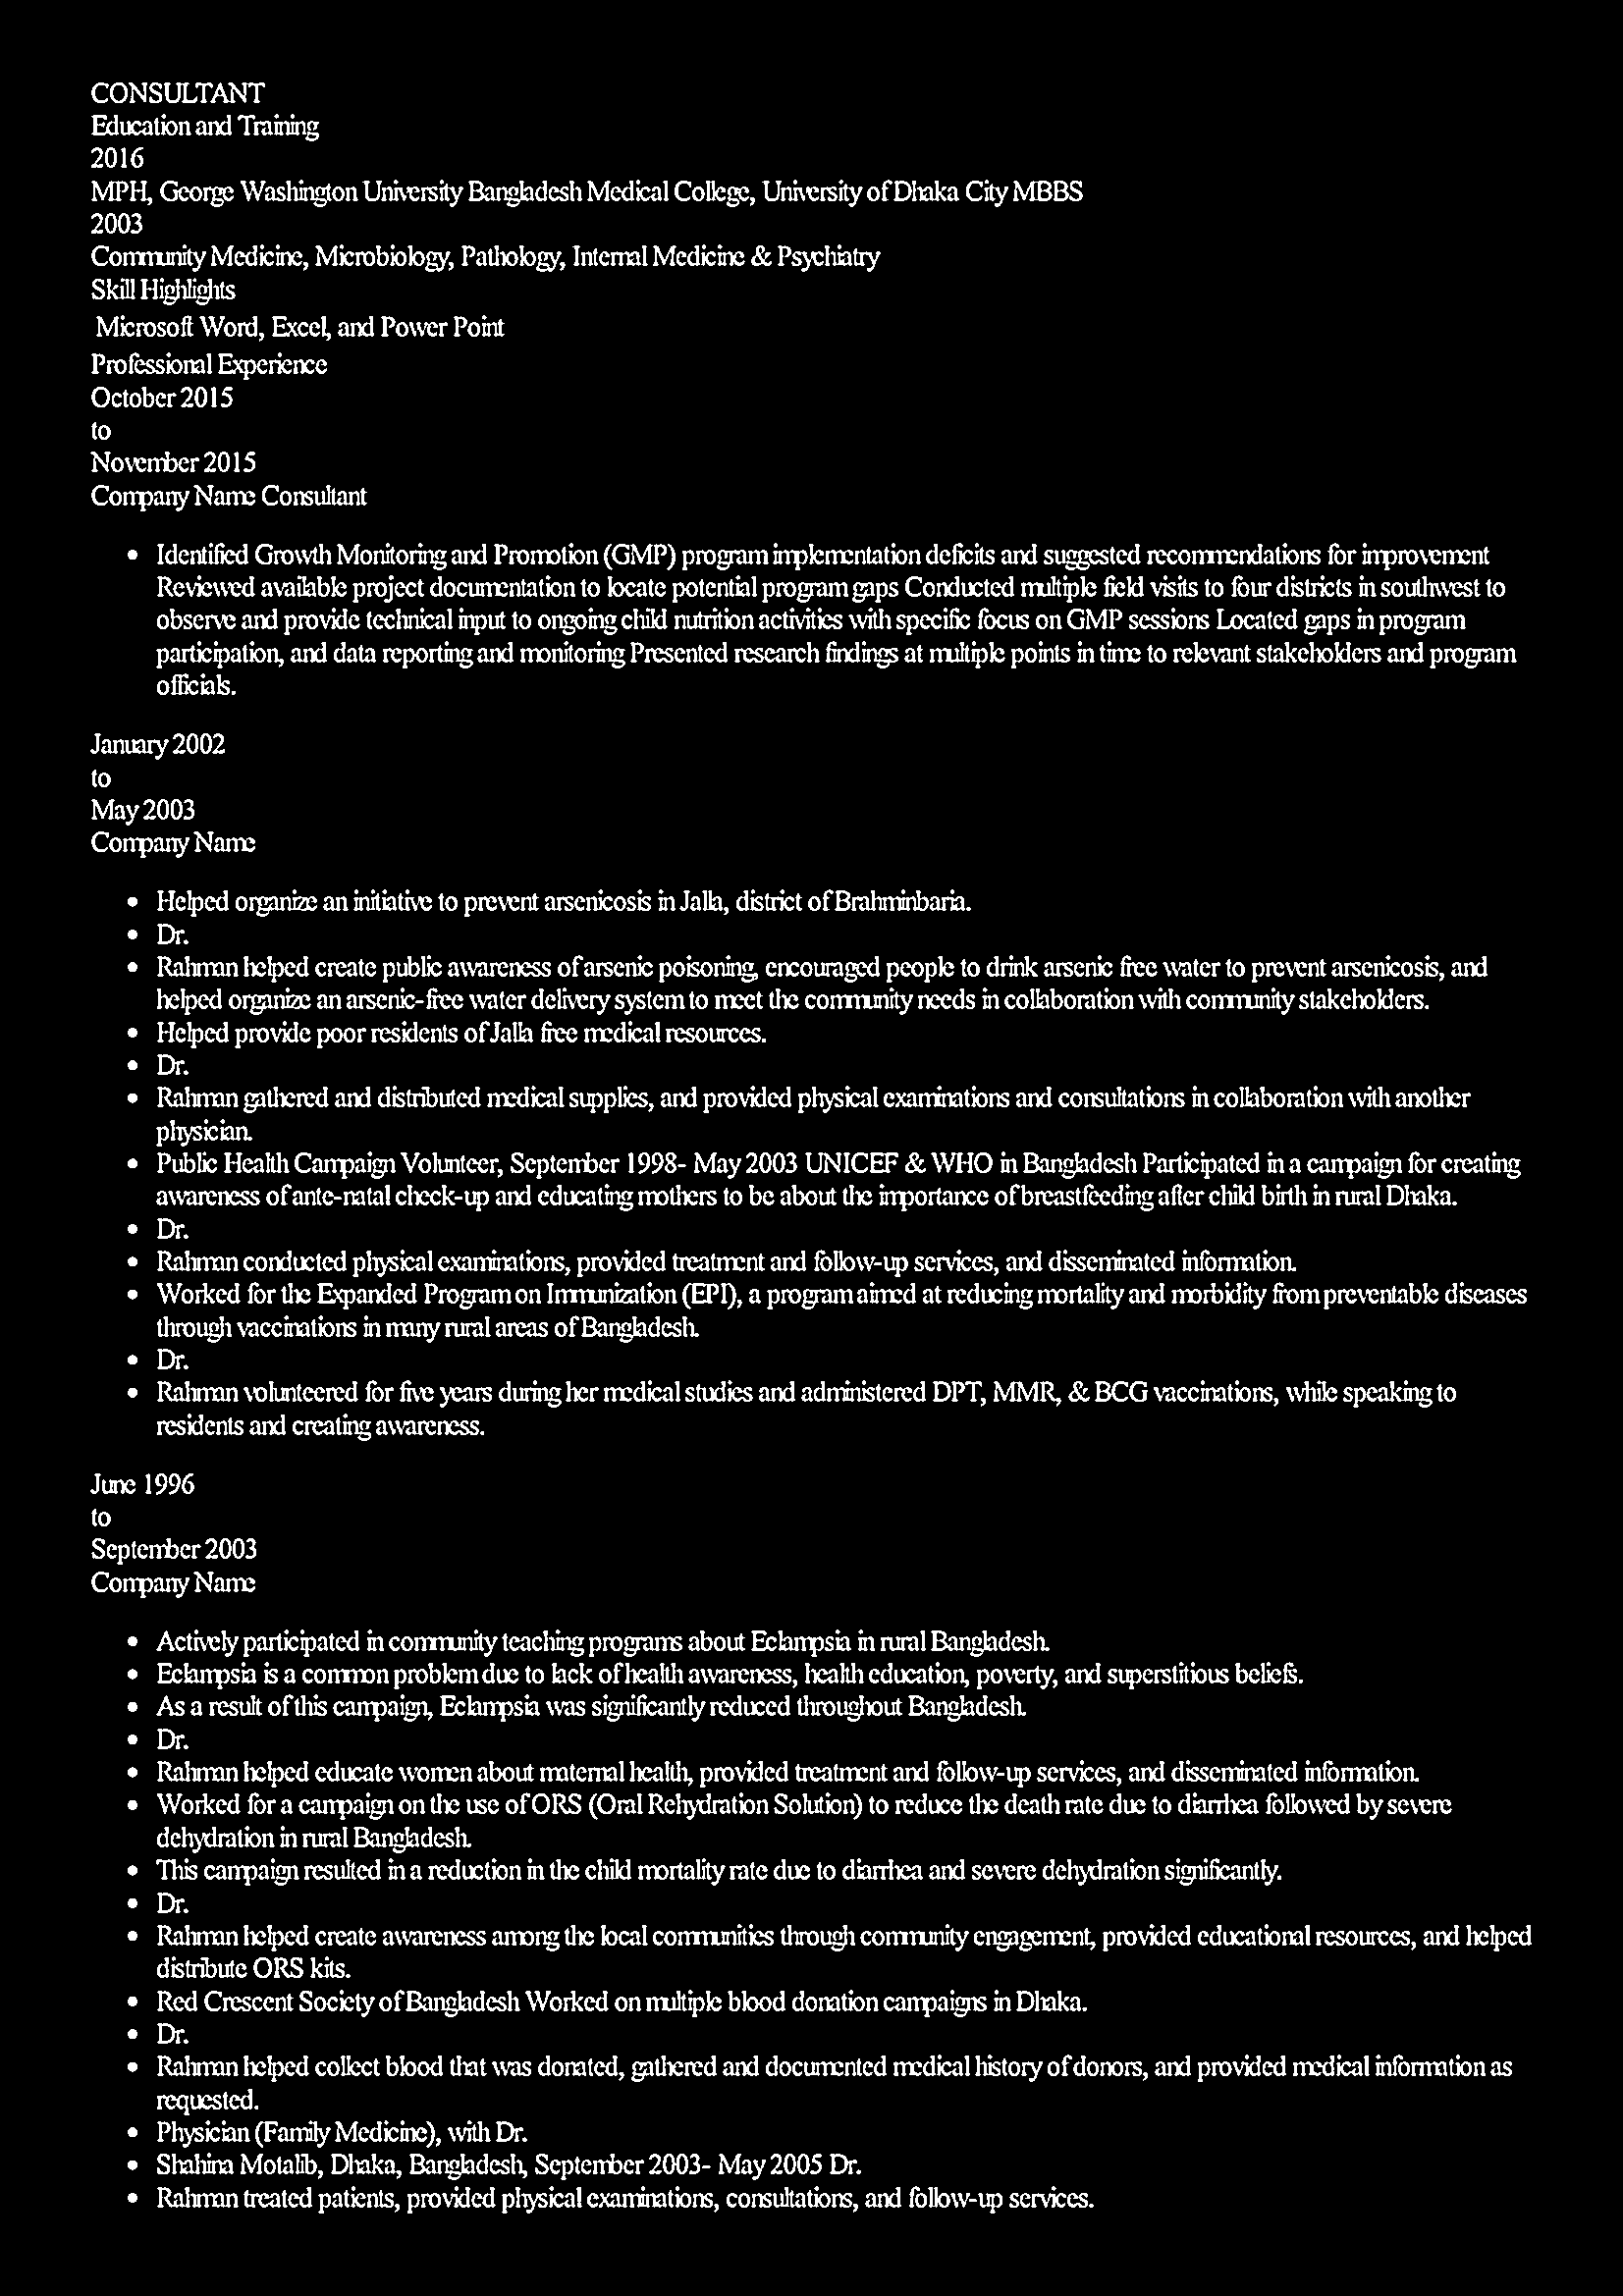 CONSULTANT
Education and Training
2016
MPH, George Washington University Bangladesh Medical College, University of Dhaka City MBBS
2003
Community Medicine, Microbiology, Pathology, Internal Medicine & Psychiatry
Skill Highlights
Microsoft Word, Excel, and Power Point
Professional Experience
October 2015
to
November 2015
Company Name Consultant
• Identified Growth Monitoring and Promotion (GMP) program implementation deficits and suggested recommendations for improvement
Reviewed available project documentation to locate potential program gaps Conducted multiple field visits to four districts in southwest to
observe and provide technical input to ongoing child nutrition activities with specific focus on GMP sessions Located gaps in program
participation, and data reporting and monitoring Presented research findings at multiple points in time to relevant stakeholders and program
officials.
January 2002
to
May 2003
Company Name
• Helped organize an initiative to prevent arsenicosis in Jalla, district of Brahminbaria.
• Dr.
• Rahman helped create public awareness of arsenic poisoning, encouraged people to drink arsenic free water to prevent arsenicosis, and
helped organize an arsenic-free water delivery system to meet the community needs in collaboration with community stakeholders.
• Helped provide poor residents of Jalla free medical resources.
• Dr.
• Rahman gathered and distributed medical supplies, and provided physical examinations and consultations in collaboration with another
physician.
• Public Health Campaign Volunteer, September 1998- May 2003 UNICEF & WHO in Bangladesh Participated in a campaign for creating
awareness of ante-natal check-up and educating mothers to be about the importance of breastfeeding after child birth in rural Dhaka.
• Dr.
• Rahman conducted physical examinations, provided treatment and follow-up services, and disseminated information.
• Worked for the Expanded Program on Immunization (EPI), a program aimed at reducing mortality and morbidity from preventable diseases
through vaccinations in many rural areas of Bangladesh.
• Dr.
• Rahman volunteered for five years during her medical studies and administered DPT, MMR, & BCG vaccinations, while speaking to
residents and creating awareness.
June 1996
to
September 2003
Company Name
• Actively participated in community teaching programs about Eclampsia in rural Bangladesh.
• Eclampsia is a common problem due to lack of health awareness, health education, poverty, and superstitious beliefs.
• As a result of this campaign, Eclampsia was significantly reduced throughout Bangladesh.
• Dr.
• Rahman helped educate women about maternal health, provided treatment and follow-up services, and disseminated information.
• Worked for a campaign on the use of ORS (Oral Rehydration Solution) to reduce the death rate due to diarrhea followed by severe
dehydration in rural Bangladesh.
• This campaign resulted in a reduction in the child mortality rate due to diarrhea and severe dehydration significantly.
• Dr.
• Rahman helped create awareness among the local communities through community engagement, provided educational resources, and helped
distribute ORS kits.
• Red Crescent Society of Bangladesh Worked on multiple blood donation campaigns in Dhaka.
• Dr.
• Rahman helped collect blood that was donated, gathered and documented medical history of donors, and provided medical information as
requested.
• Physician (Family Medicine), with Dr.
• Shahina Motalib, Dhaka, Bangladesh, September 2003- May 2005 Dr.
• Rahman treated patients, provided physical examinations, consultations, and follow-up services.